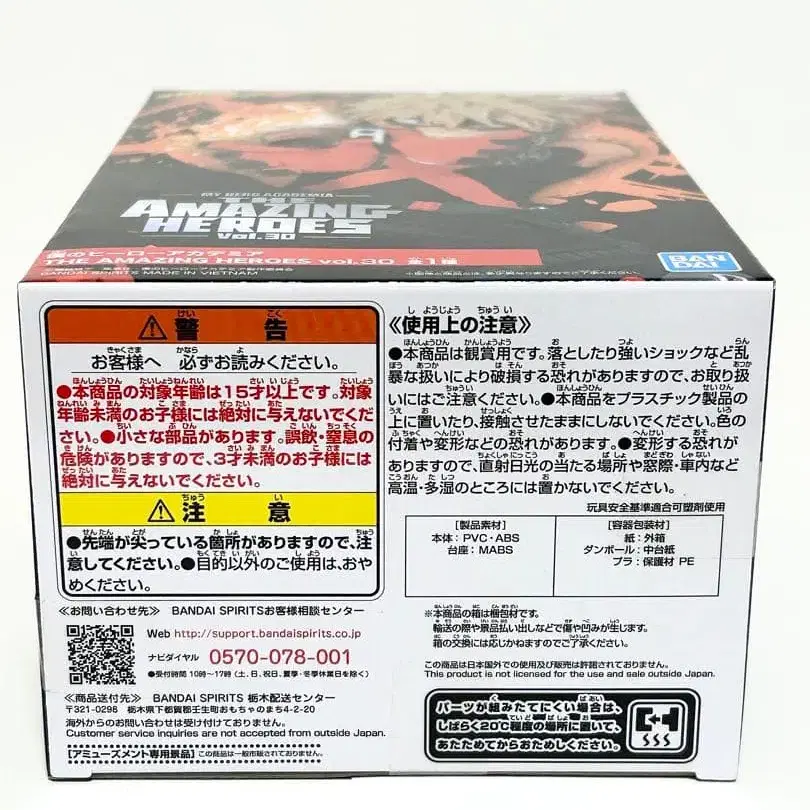 MY HERO ACADEMIA
THE
AMAZING
HEROES
vol.30
僕のヒーローアカデミア
THE AMAZING HEROES vol.30 全1種
BANDAI SPIRITS MADE IN VIETNAM
BAN
DAI
警告
お客様へ 必ずお読みください。
●本商品の対象年齢は15才以上です。対象
年齢未満のお子様には絶対に与えないでくだ
さい。●小さな部品があります。誤飲・窒息の
危険がありますので、3才未満のお子様には
絶対に与えないでください。
注意
●先端が尖っている箇所がありますので、注
意してください。●目的以外のご使用は、おや
めください。
《使用上の注意》
●本商品は観賞用です。落としたり強いショックなど乱
暴な扱いにより破損する恐れがありますので、お取り扱
いにはご注意ください。●本商品をプラスチック製品の
上に置いたり、接触させたままにしないでください。色の
付着や変形などの恐れがあります。●変形する恐れが
ありますので、直射日光の当たる場所や窓際・車内など
高温・多湿のところには置かないでください。
玩具安全基準適合可塑剤使用
[製品素材]
本体:PVC・ABS
台座:MABS
[容器包装材]
紙:外箱
ダンボール:中台紙
プラ:保護材 PE
≪お問い合わせ先≫ BANDAI SPIRITSお客様相談センター
Web http://support.bandaispirits.co.jp
ナビダイヤル 0570-078-001
●受付時間 10時~17時(土、日、祝日、夏季・冬季休業日を除く)
≪商品送付先≫ BANDAI SPIRITS 栃木配送センター
〒321-0298 栃木県下都賀郡壬生町おもちゃのまち4-2-20
海外からのお問い合わせは受け付けておりません。
Customer service inquiries are not accepted from outside Japan.
[アミューズメント専用景品] この商品は一般市販されておりません。
※本商品の箱は梱包材です。
輸送の際や景品払い出しなどで傷や凹みが生じます。
箱の交換には応じかねますのでご了承ください。
この商品は日本国外での使用及び販売は許諾されておりません。
This product is not licensed for the use and sale outside Japan.
パーツが組みたてにくい場合は、
しばらく20℃程度の場所に置いて、
あたためてからおためしください。